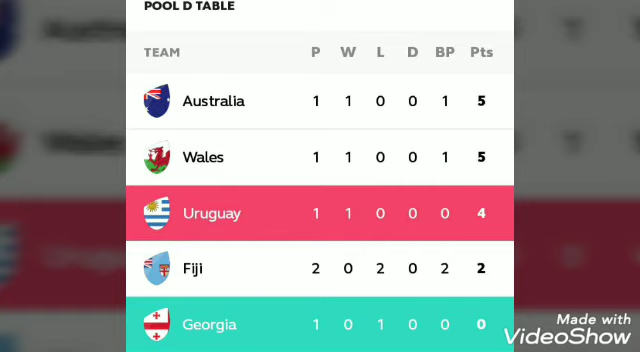 POOL D TABLE
TEAM P W L D BP Pts
Australia 1 1 0 0 1 5
Wales 1 1 0 0 1 5
Uruguay 1 1 0 0 0 4
Fiji 2 0 2 0 2 2
Georgia 1 0 1 0 0 0
Made with
VideoShow